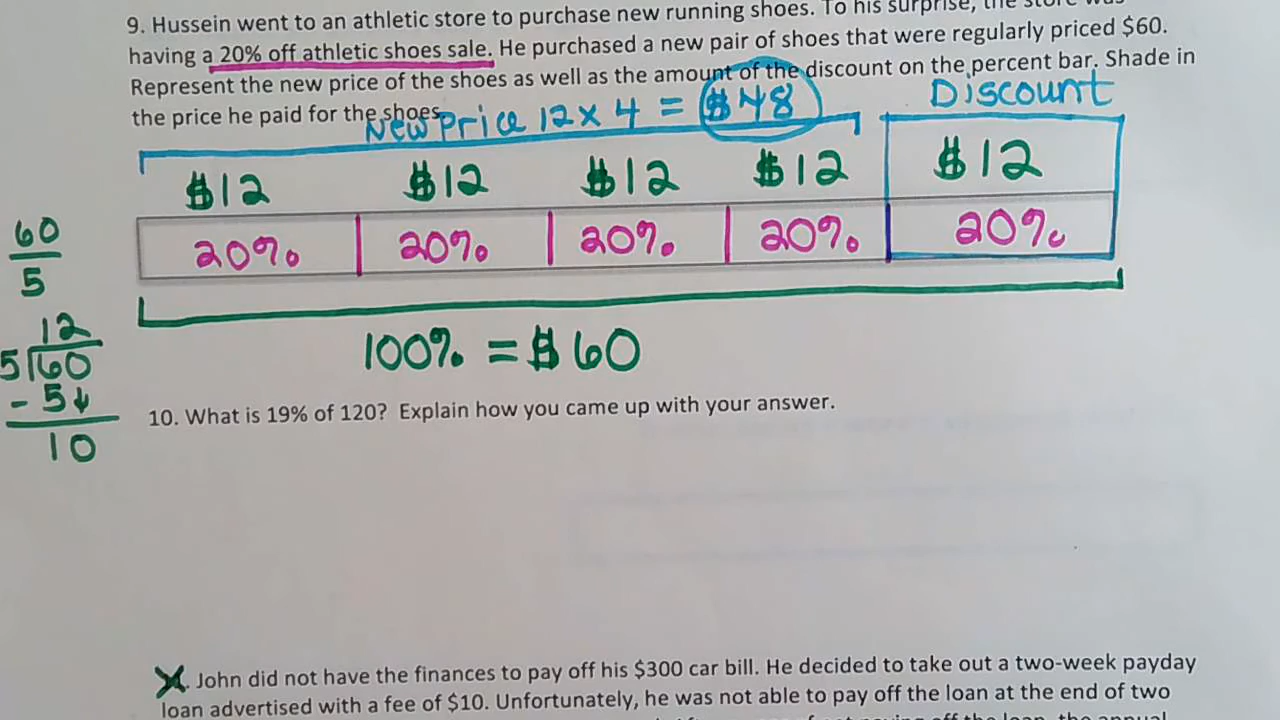 9. Hussein went to an athletic store to purchase new running shoes. To his surprise, the store was
having a 20% off athletic shoes sale. He purchased a new pair of shoes that were regularly priced $60.
Represent the new price of the shoes as well as the amount of the discount on the percent bar. Shade in
the price he paid for the shoes.
New Price 12 x 4 = $48
Discount
$12 $12 $12 $12 $12
20% 20% 20% 20% 20%
100% = $60
60
5
12
5 60
- 5↓
10
10. What is 19% of 120? Explain how you came up with your answer.
John did not have the finances to pay off his $300 car bill. He decided to take out a two-week payday
loan advertised with a fee of $10. Unfortunately, he was not able to pay off the loan at the end of two
off the loan, the annual